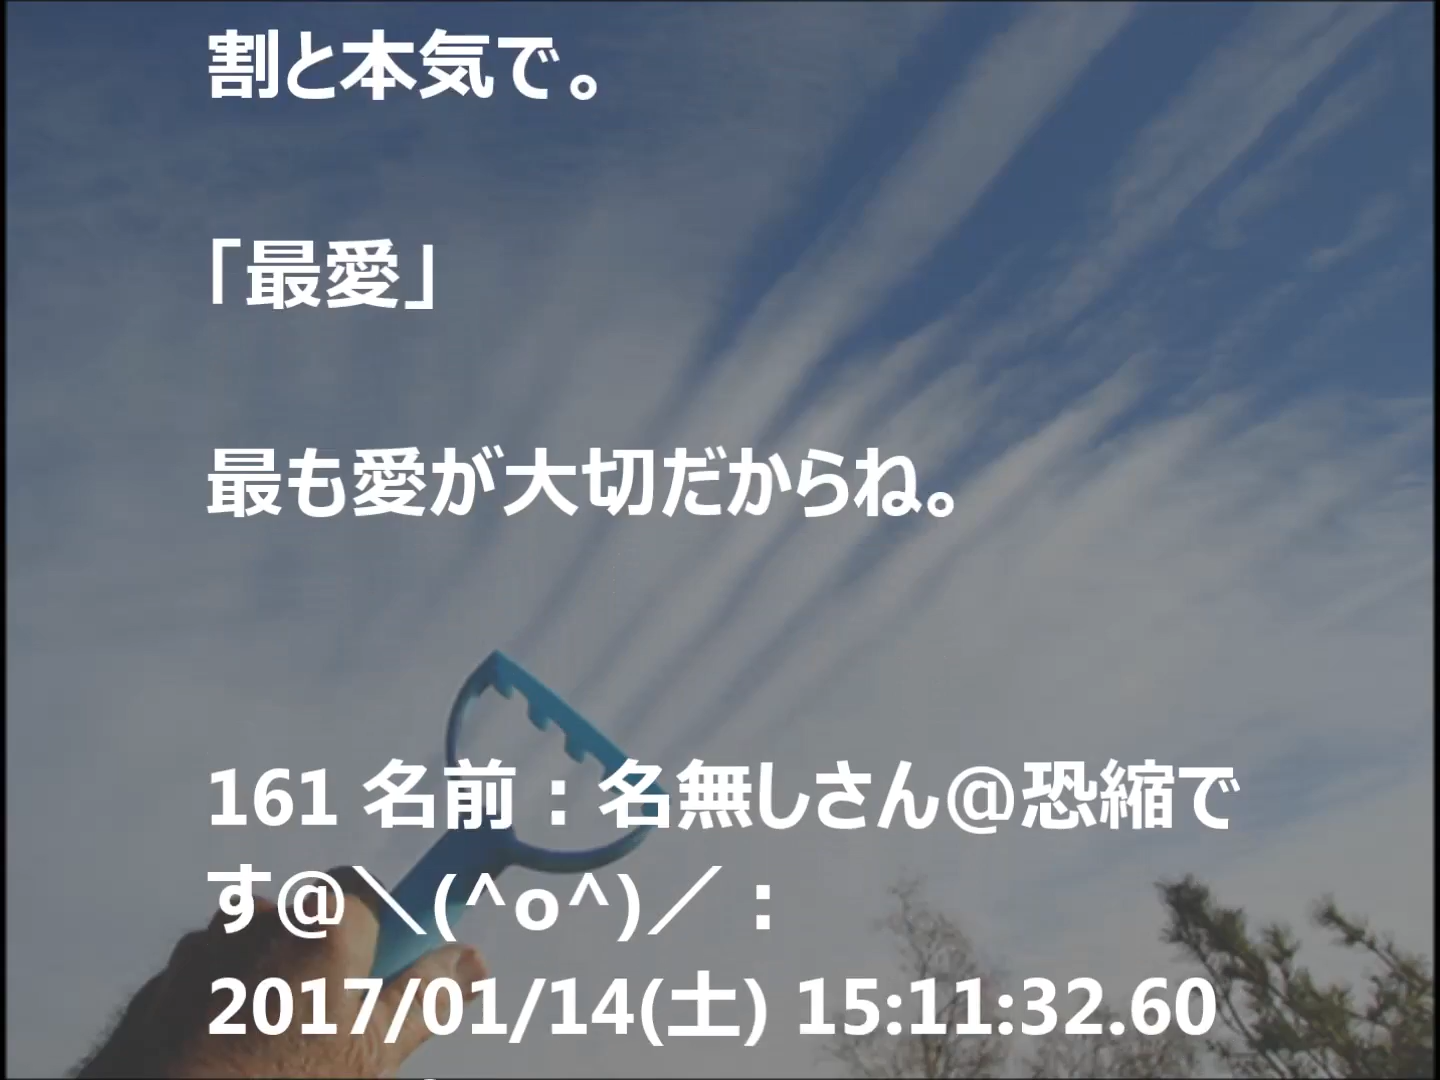 割と本気で。
「最愛」
最も愛が大切だからね。
161 名前：名無しさん@恐縮で
す@＼(^o^)／：
2017/01/14(土) 15:11:32.60